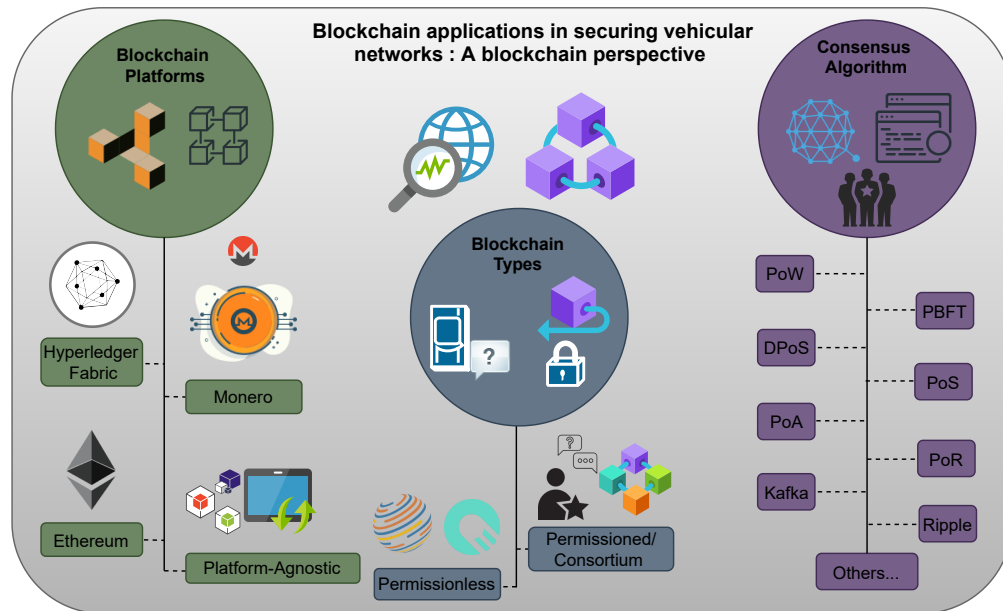 Blockchain applications in securing vehicular
networks : A blockchain perspective
Blockchain
Platforms
Hyperledger
Fabric
Monero
Ethereum
Platform-Agnostic
Blockchain
Types
?
?
Permissionless
Permissioned/
Consortium
Consensus
Algorithm
PoW
PBFT
DPoS
PoS
PoA
PoR
Kafka
Ripple
Others...